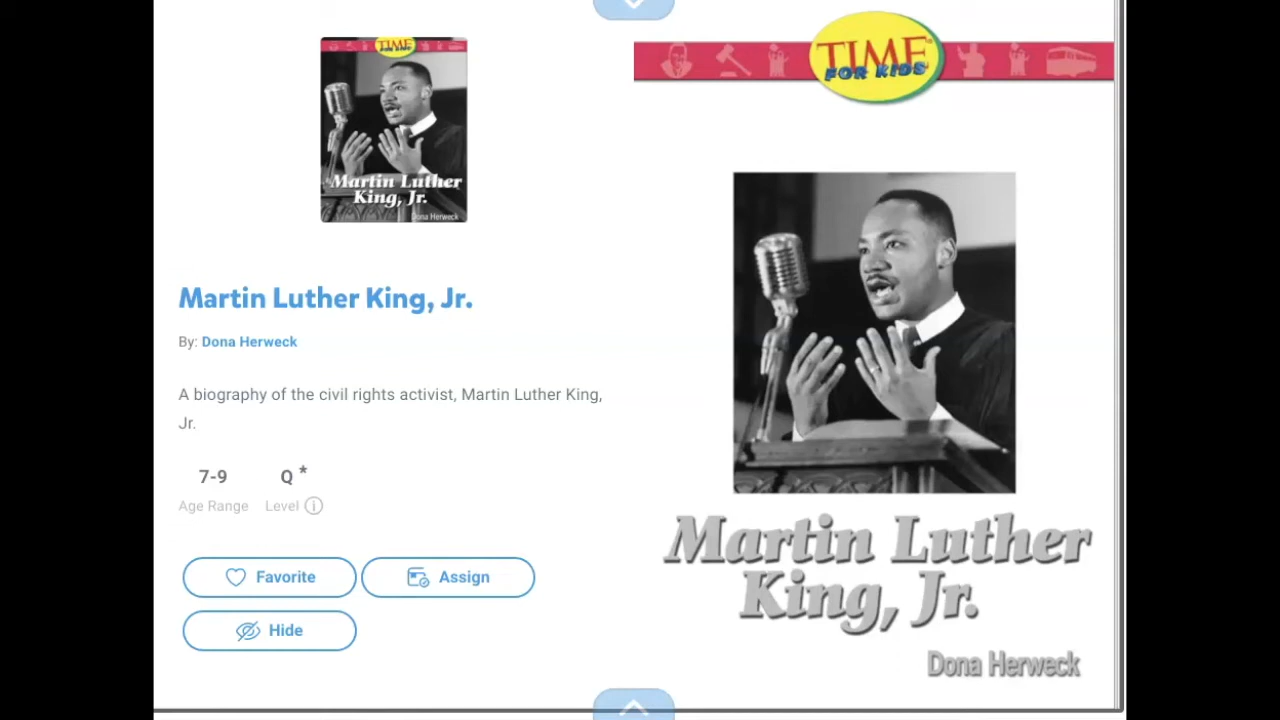 TIME
FOR KIDS
Martin Luther
King, Jr.
Dona Herweck
Martin Luther King, Jr.
By: Dona Herweck
A biography of the civil rights activist, Martin Luther King,
Jr.
7-9 Q *
Age Range Level i
Favorite Assign
Hide
TIME
FOR KIDS
Martin Luther
King, Jr.
Dona Herweck